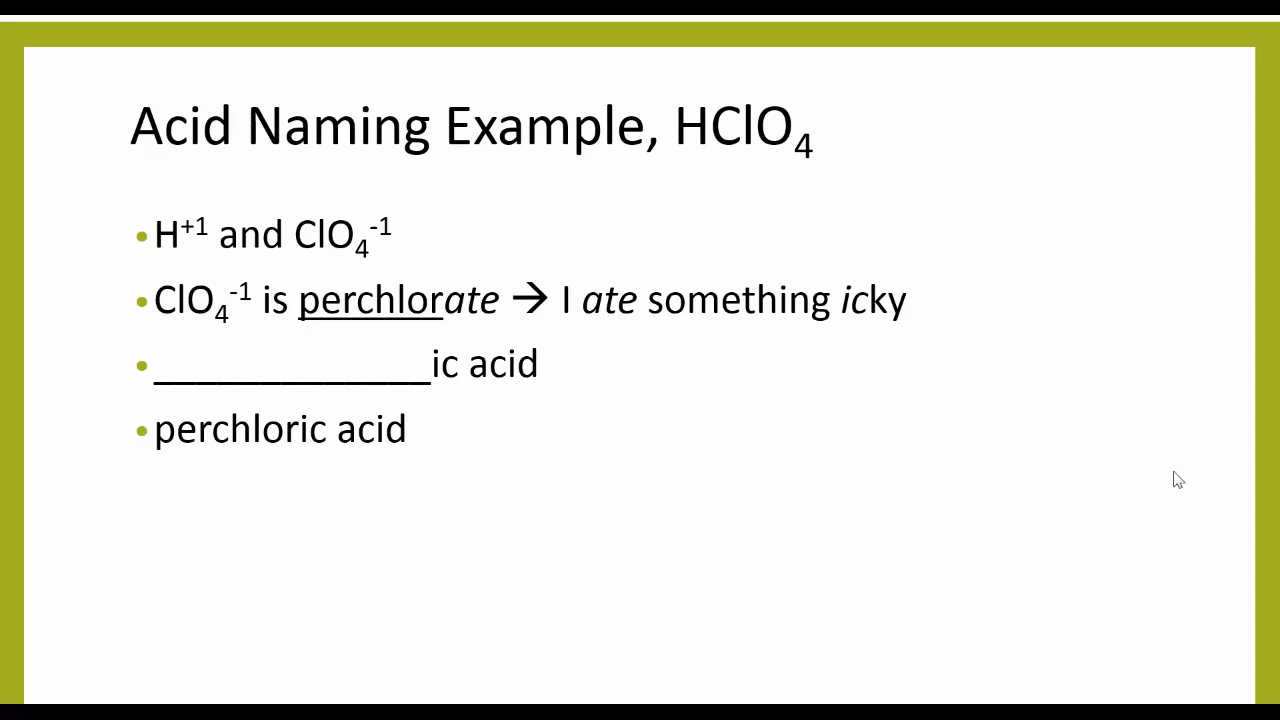 Acid Naming Example, HClO₄
• H⁺¹ and ClO₄⁻¹
• ClO₄⁻¹ is perchlorate → I ate something icky
• _____________ic acid
• perchloric acid